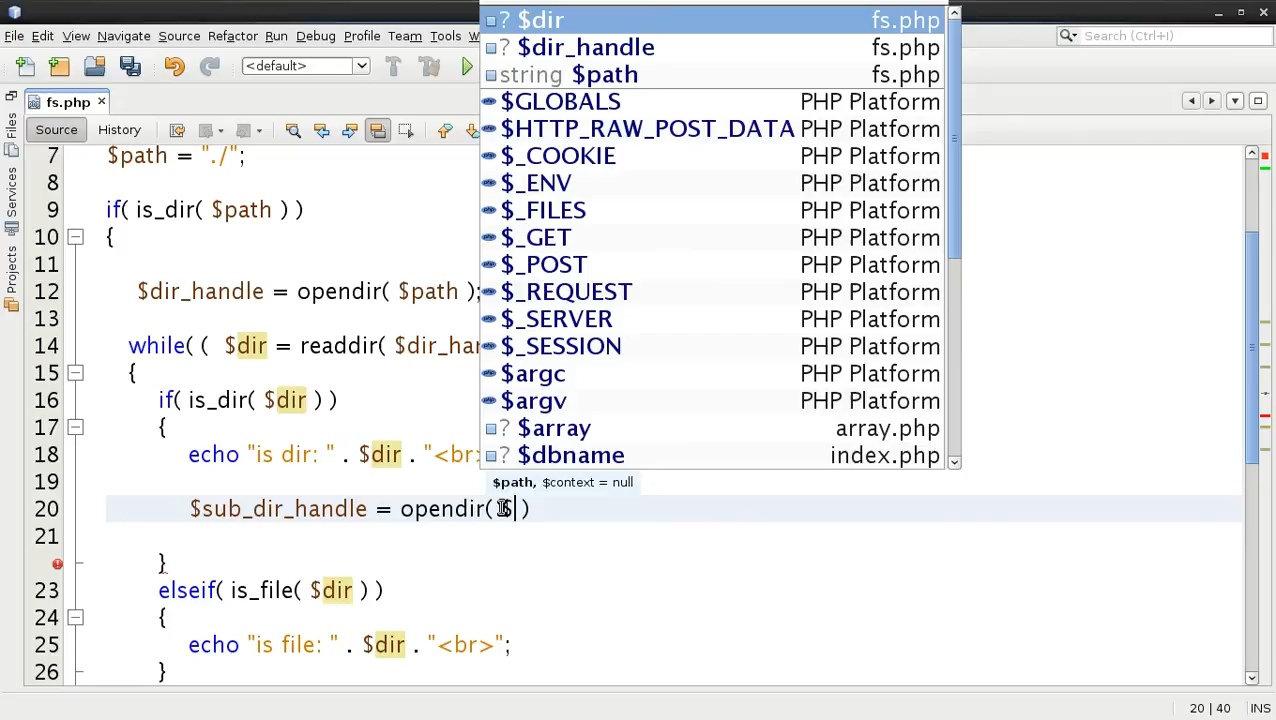 File Edit View Navigate Source Refactor Run Debug Profile Team Tools
Search (Ctrl+I)
<default>
fs.php
Source History
Files
Services
Projects
? $dir fs.php
? $dir_handle fs.php
string $path fs.php
$GLOBALS PHP Platform
$HTTP_RAW_POST_DATA PHP Platform
$_COOKIE PHP Platform
$_ENV PHP Platform
$_FILES PHP Platform
$_GET PHP Platform
$_POST PHP Platform
$_REQUEST PHP Platform
$_SERVER PHP Platform
$_SESSION PHP Platform
$argc PHP Platform
$argv PHP Platform
? $array array.php
? $dbname index.php
$path, $context = null
7 $path = "./";
8
9 if( is_dir( $path ) )
10 {
11
12 $dir_handle = opendir( $path );
13
14 while( ( $dir = readdir( $dir_har
15 {
16 if( is_dir( $dir ) )
17 {
18 echo "is dir: " . $dir . "<br>
19
20 $sub_dir_handle = opendir( $ )
21
}
23 elseif( is_file( $dir ) )
24 {
25 echo "is file: " . $dir . "<br>";
26 }
20 | 40 INS